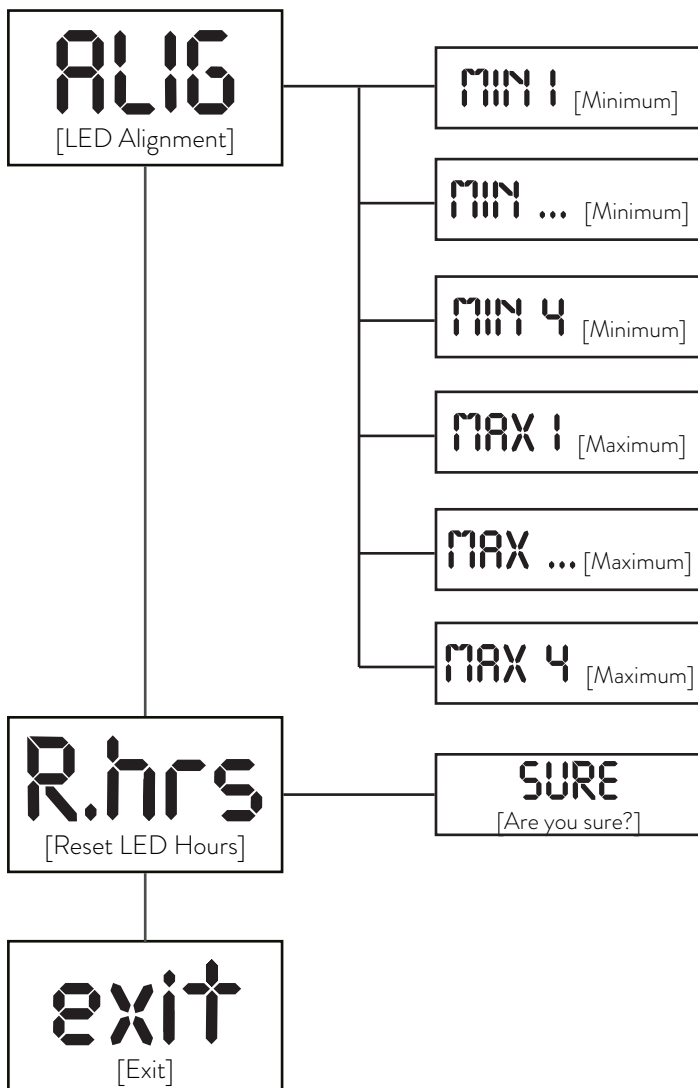 ALIG
[LED Alignment]
MIN 1 [Minimum]
MIN ... [Minimum]
MIN 4 [Minimum]
MAX 1 [Maximum]
MAX ... [Maximum]
MAX 4 [Maximum]
R.hrs
[Reset LED Hours]
SURE
[Are you sure?]
exit
[Exit]